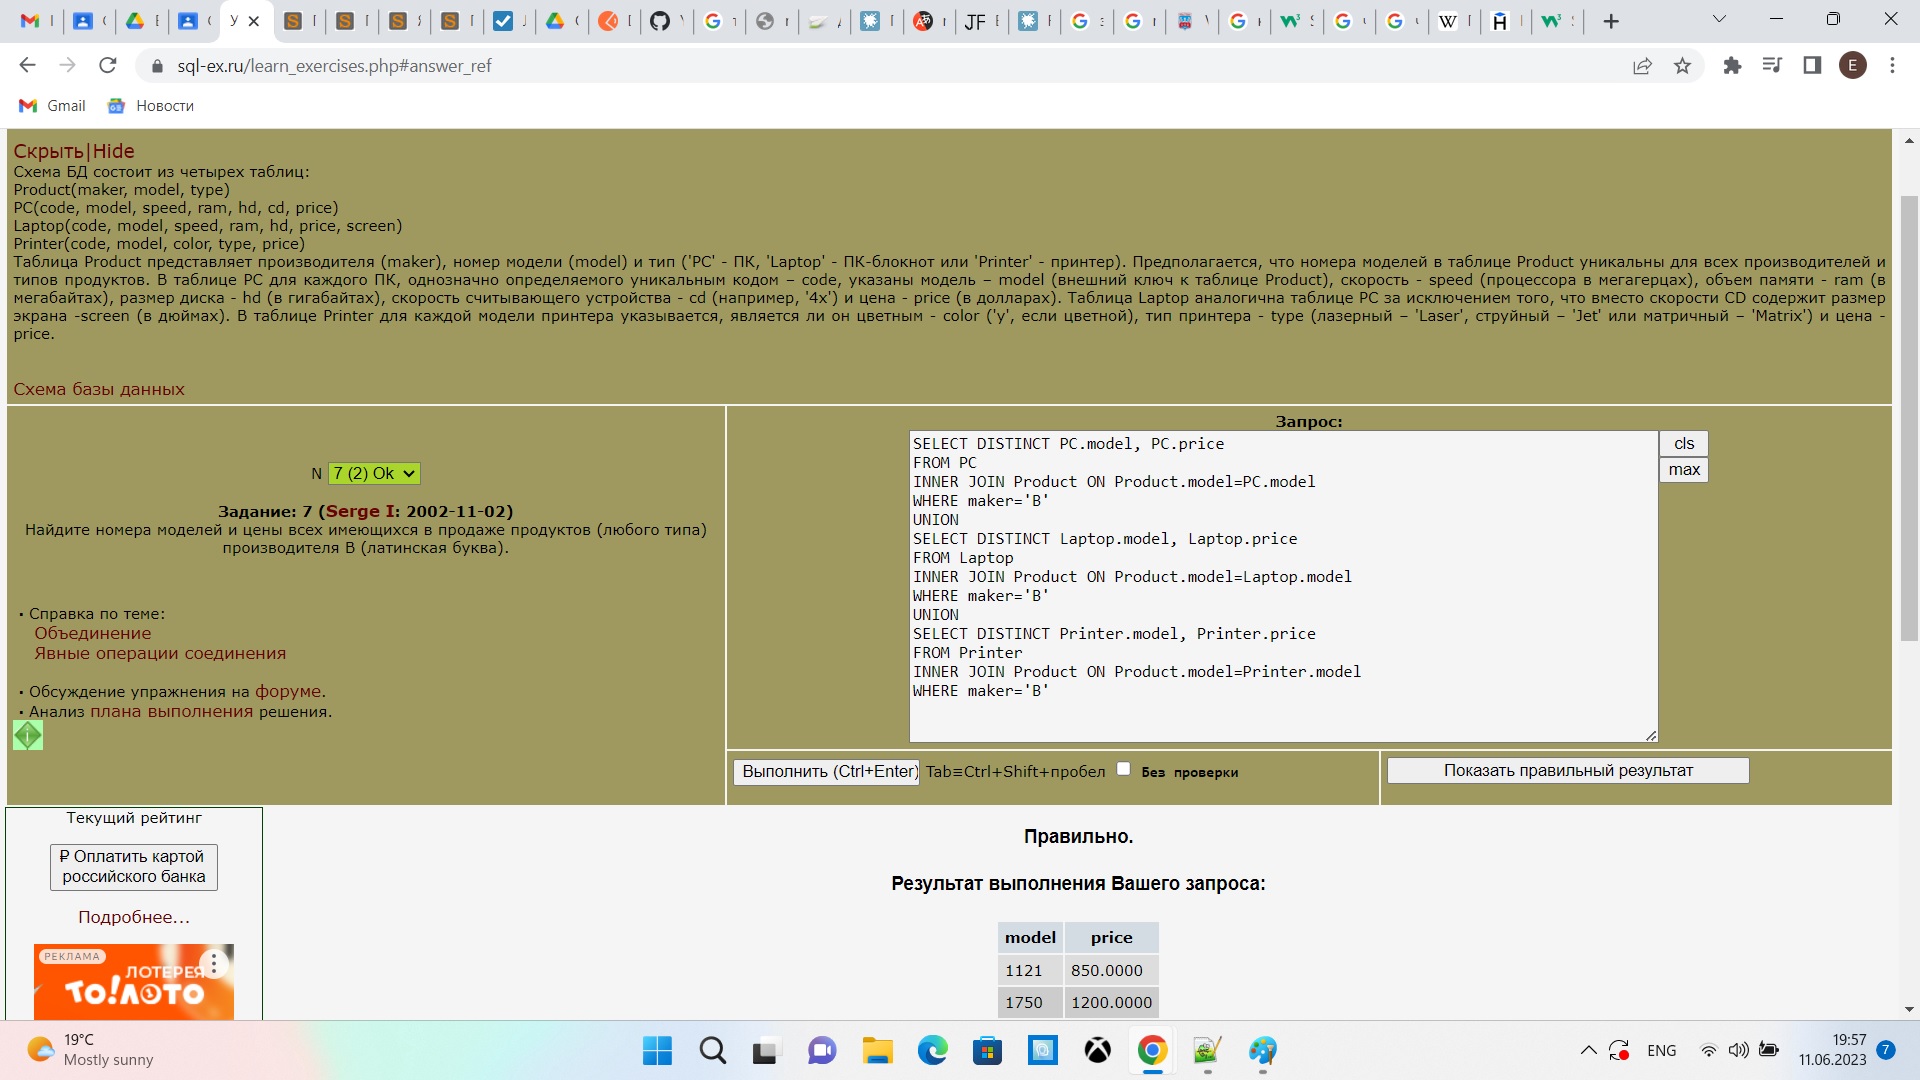 sql-ex.ru/learn_exercises.php#answer_ref
E
Gmail
Новости
Скрыть|Hide
Схема БД состоит из четырех таблиц:
Product(maker, model, type)
PC(code, model, speed, ram, hd, cd, price)
Laptop(code, model, speed, ram, hd, price, screen)
Printer(code, model, color, type, price)
Таблица Product представляет производителя (maker), номер модели (model) и тип ('PC' - ПК, 'Laptop' - ПК-блокнот или 'Printer' - принтер). Предполагается, что номера моделей в таблице Product уникальны для всех производителей и
типов продуктов. В таблице PC для каждого ПК, однозначно определяемого уникальным кодом – code, указаны модель – model (внешний ключ к таблице Product), скорость - speed (процессора в мегагерцах), объем памяти - ram (в
мегабайтах), размер диска - hd (в гигабайтах), скорость считывающего устройства - cd (например, '4x') и цена - price (в долларах). Таблица Laptop аналогична таблице PC за исключением того, что вместо скорости CD содержит размер
экрана -screen (в дюймах). В таблице Printer для каждой модели принтера указывается, является ли он цветным - color ('y', если цветной), тип принтера - type (лазерный – 'Laser', струйный – 'Jet' или матричный – 'Matrix') и цена -
price.
Схема базы данных
N 7 (2) Ok
Задание: 7 (Serge I: 2002-11-02)
Найдите номера моделей и цены всех имеющихся в продаже продуктов (любого типа)
производителя B (латинская буква).
· Справка по теме:
Объединение
Явные операции соединения
· Обсуждение упражнения на форуме.
· Анализ плана выполнения решения.
Запрос:
SELECT DISTINCT PC.model, PC.price
FROM PC
INNER JOIN Product ON Product.model=PC.model
WHERE maker='B'
UNION
SELECT DISTINCT Laptop.model, Laptop.price
FROM Laptop
INNER JOIN Product ON Product.model=Laptop.model
WHERE maker='B'
UNION
SELECT DISTINCT Printer.model, Printer.price
FROM Printer
INNER JOIN Product ON Product.model=Printer.model
WHERE maker='B'
cls
max
Выполнить (Ctrl+Enter) Tab≡Ctrl+Shift+пробел Без проверки
Показать правильный результат
Текущий рейтинг
₽ Оплатить картой
российского банка
Подробнее...
РЕКЛАМА
ЛОТЕРЕЯ
ТО!ЛОТО
Правильно.
Результат выполнения Вашего запроса:
model price
1121 850.0000
1750 1200.0000
19°C
Mostly sunny
ENG
19:57
11.06.2023
7